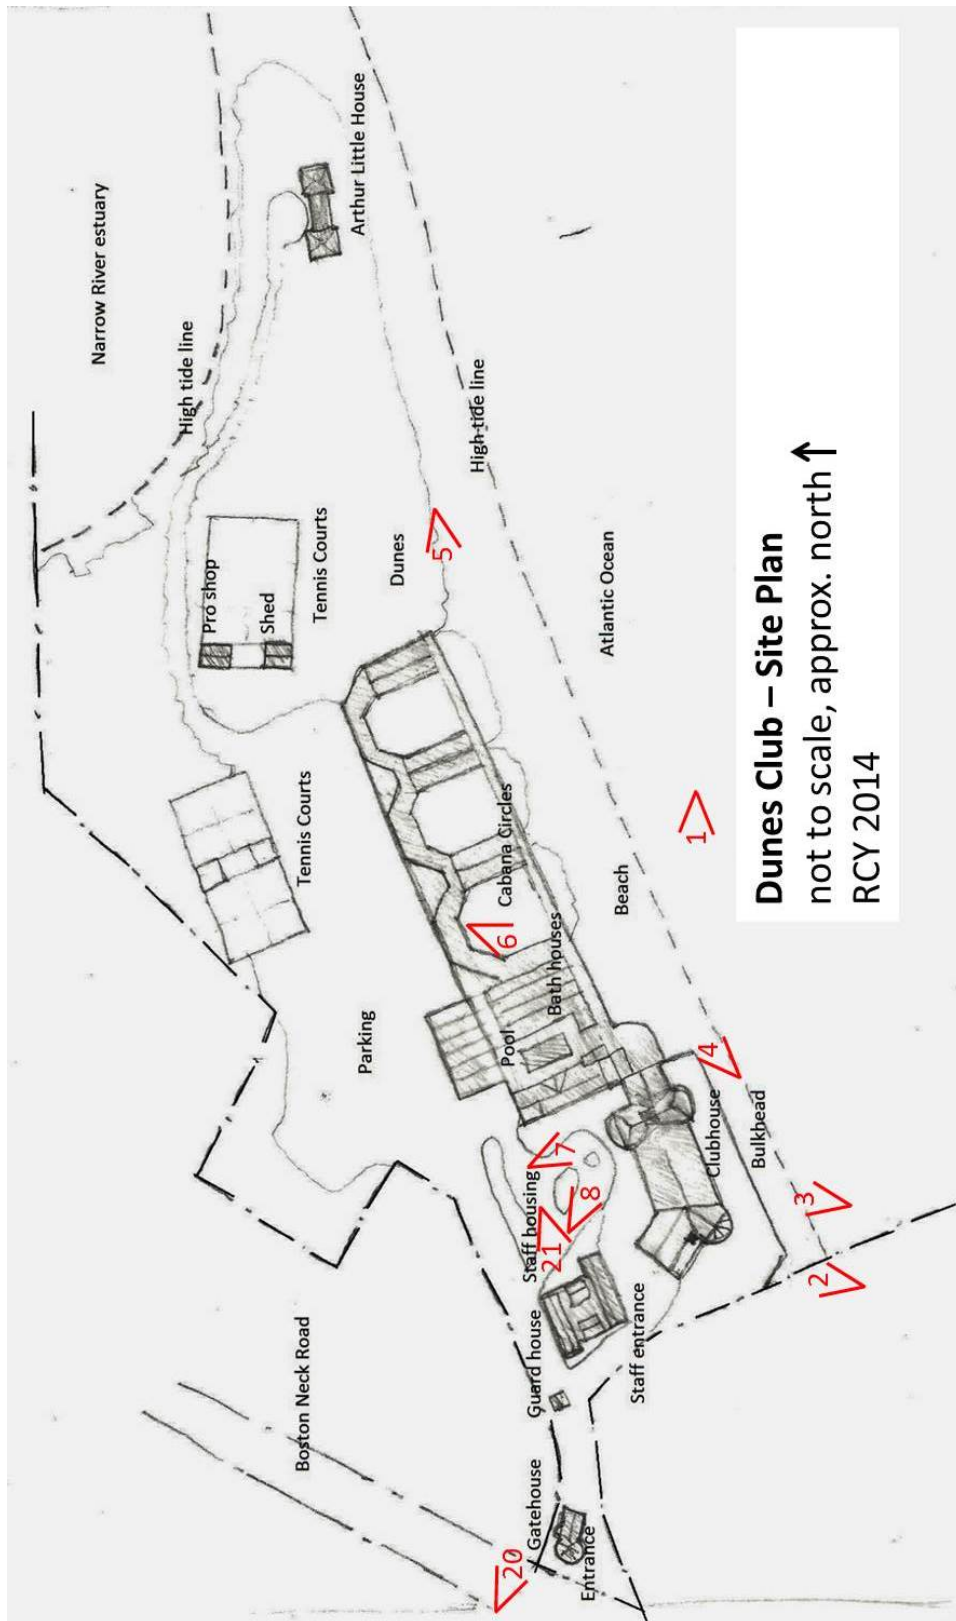 Narrow River estuary
High tide line
Arthur Little House
High tide line
Pro shop
Shed
Tennis Courts
Dunes
5
Tennis Courts
Cabana Circles
Atlantic Ocean
6
Bath houses
Beach
1
Parking
Pool
4
Clubhouse
Bulkhead
7
8
Staff housing
21
3
2
Boston Neck Road
Guard house
Staff entrance
Gatehouse
Entrance
20
Dunes Club – Site Plan
not to scale, approx. north ↑
RCY 2014